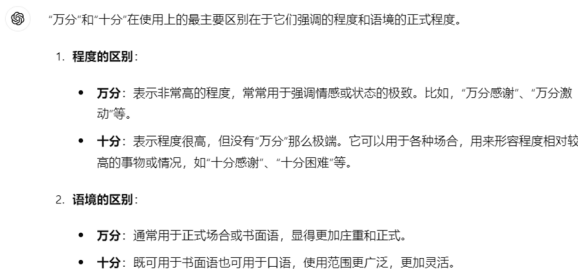 “万分”和“十分”在使用上的最主要区别在于它们强调的程度和语境的正式程度。
1. 程度的区别：
• 万分：表示非常高的程度，常常用于强调情感或状态的极致。比如，“万分感谢”、“万分激
动”等。
• 十分：表示程度很高，但没有“万分”那么极端。它可以用于各种场合，用来形容程度相对较
高的事物或情况，如“十分感谢”、“十分困难”等。
2. 语境的区别：
• 万分：通常用于正式场合或书面语，显得更加庄重和正式。
• 十分：既可用于书面语也可用于口语，使用范围更广泛，更加灵活。